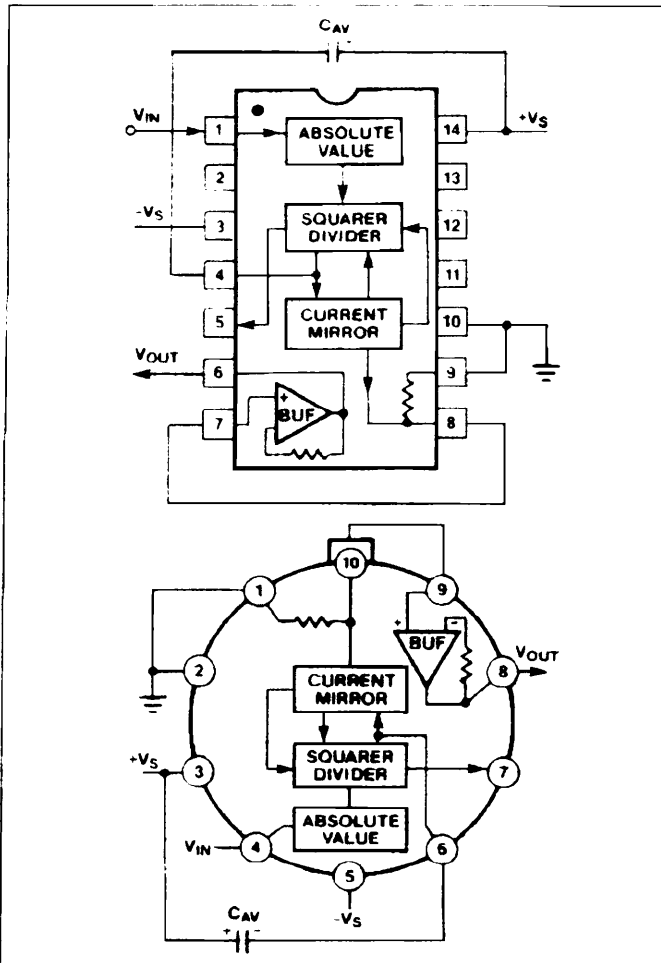 CAV
-
VIN
1
ABSOLUTE
VALUE
14
+VS
2
13
-VS
3
SQUARER
DIVIDER
12
4
11
5
CURRENT
MIRROR
10
VOUT
6
9
7
+
BUF
8
10
1
9
+
-
BUF
2
CURRENT
MIRROR
8
VOUT
+VS
3
SQUARER
DIVIDER
7
ABSOLUTE
VALUE
VIN
4
6
5
CAV
+ -
-VS